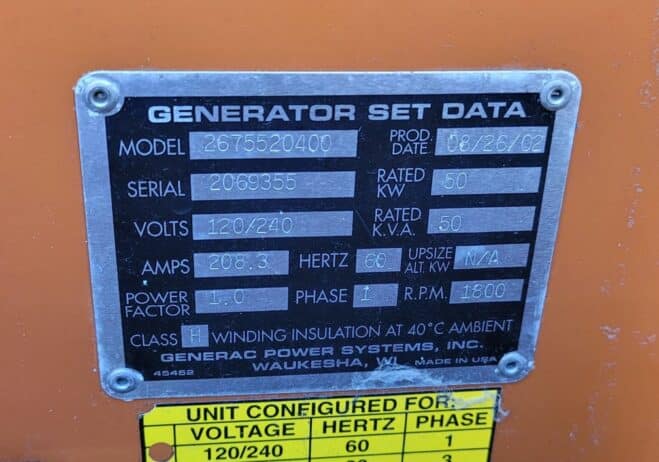 GENERATOR SET DATA
MODEL 2675520400 PROD. DATE 08/26/02
SERIAL 2069355 RATED KW 50
VOLTS 120/240 RATED K.V.A. 50
AMPS 208.3 HERTZ 60 UPSIZE ALT. KW N/A
POWER FACTOR 1.0 PHASE 1 R.P.M. 1800
CLASS H WINDING INSULATION AT 40°C AMBIENT
GENERAC POWER SYSTEMS, INC.
45452 WAUKESHA, WI. MADE IN USA
UNIT CONFIGURED FOR:
VOLTAGE HERTZ PHASE
120/240 60 1
3